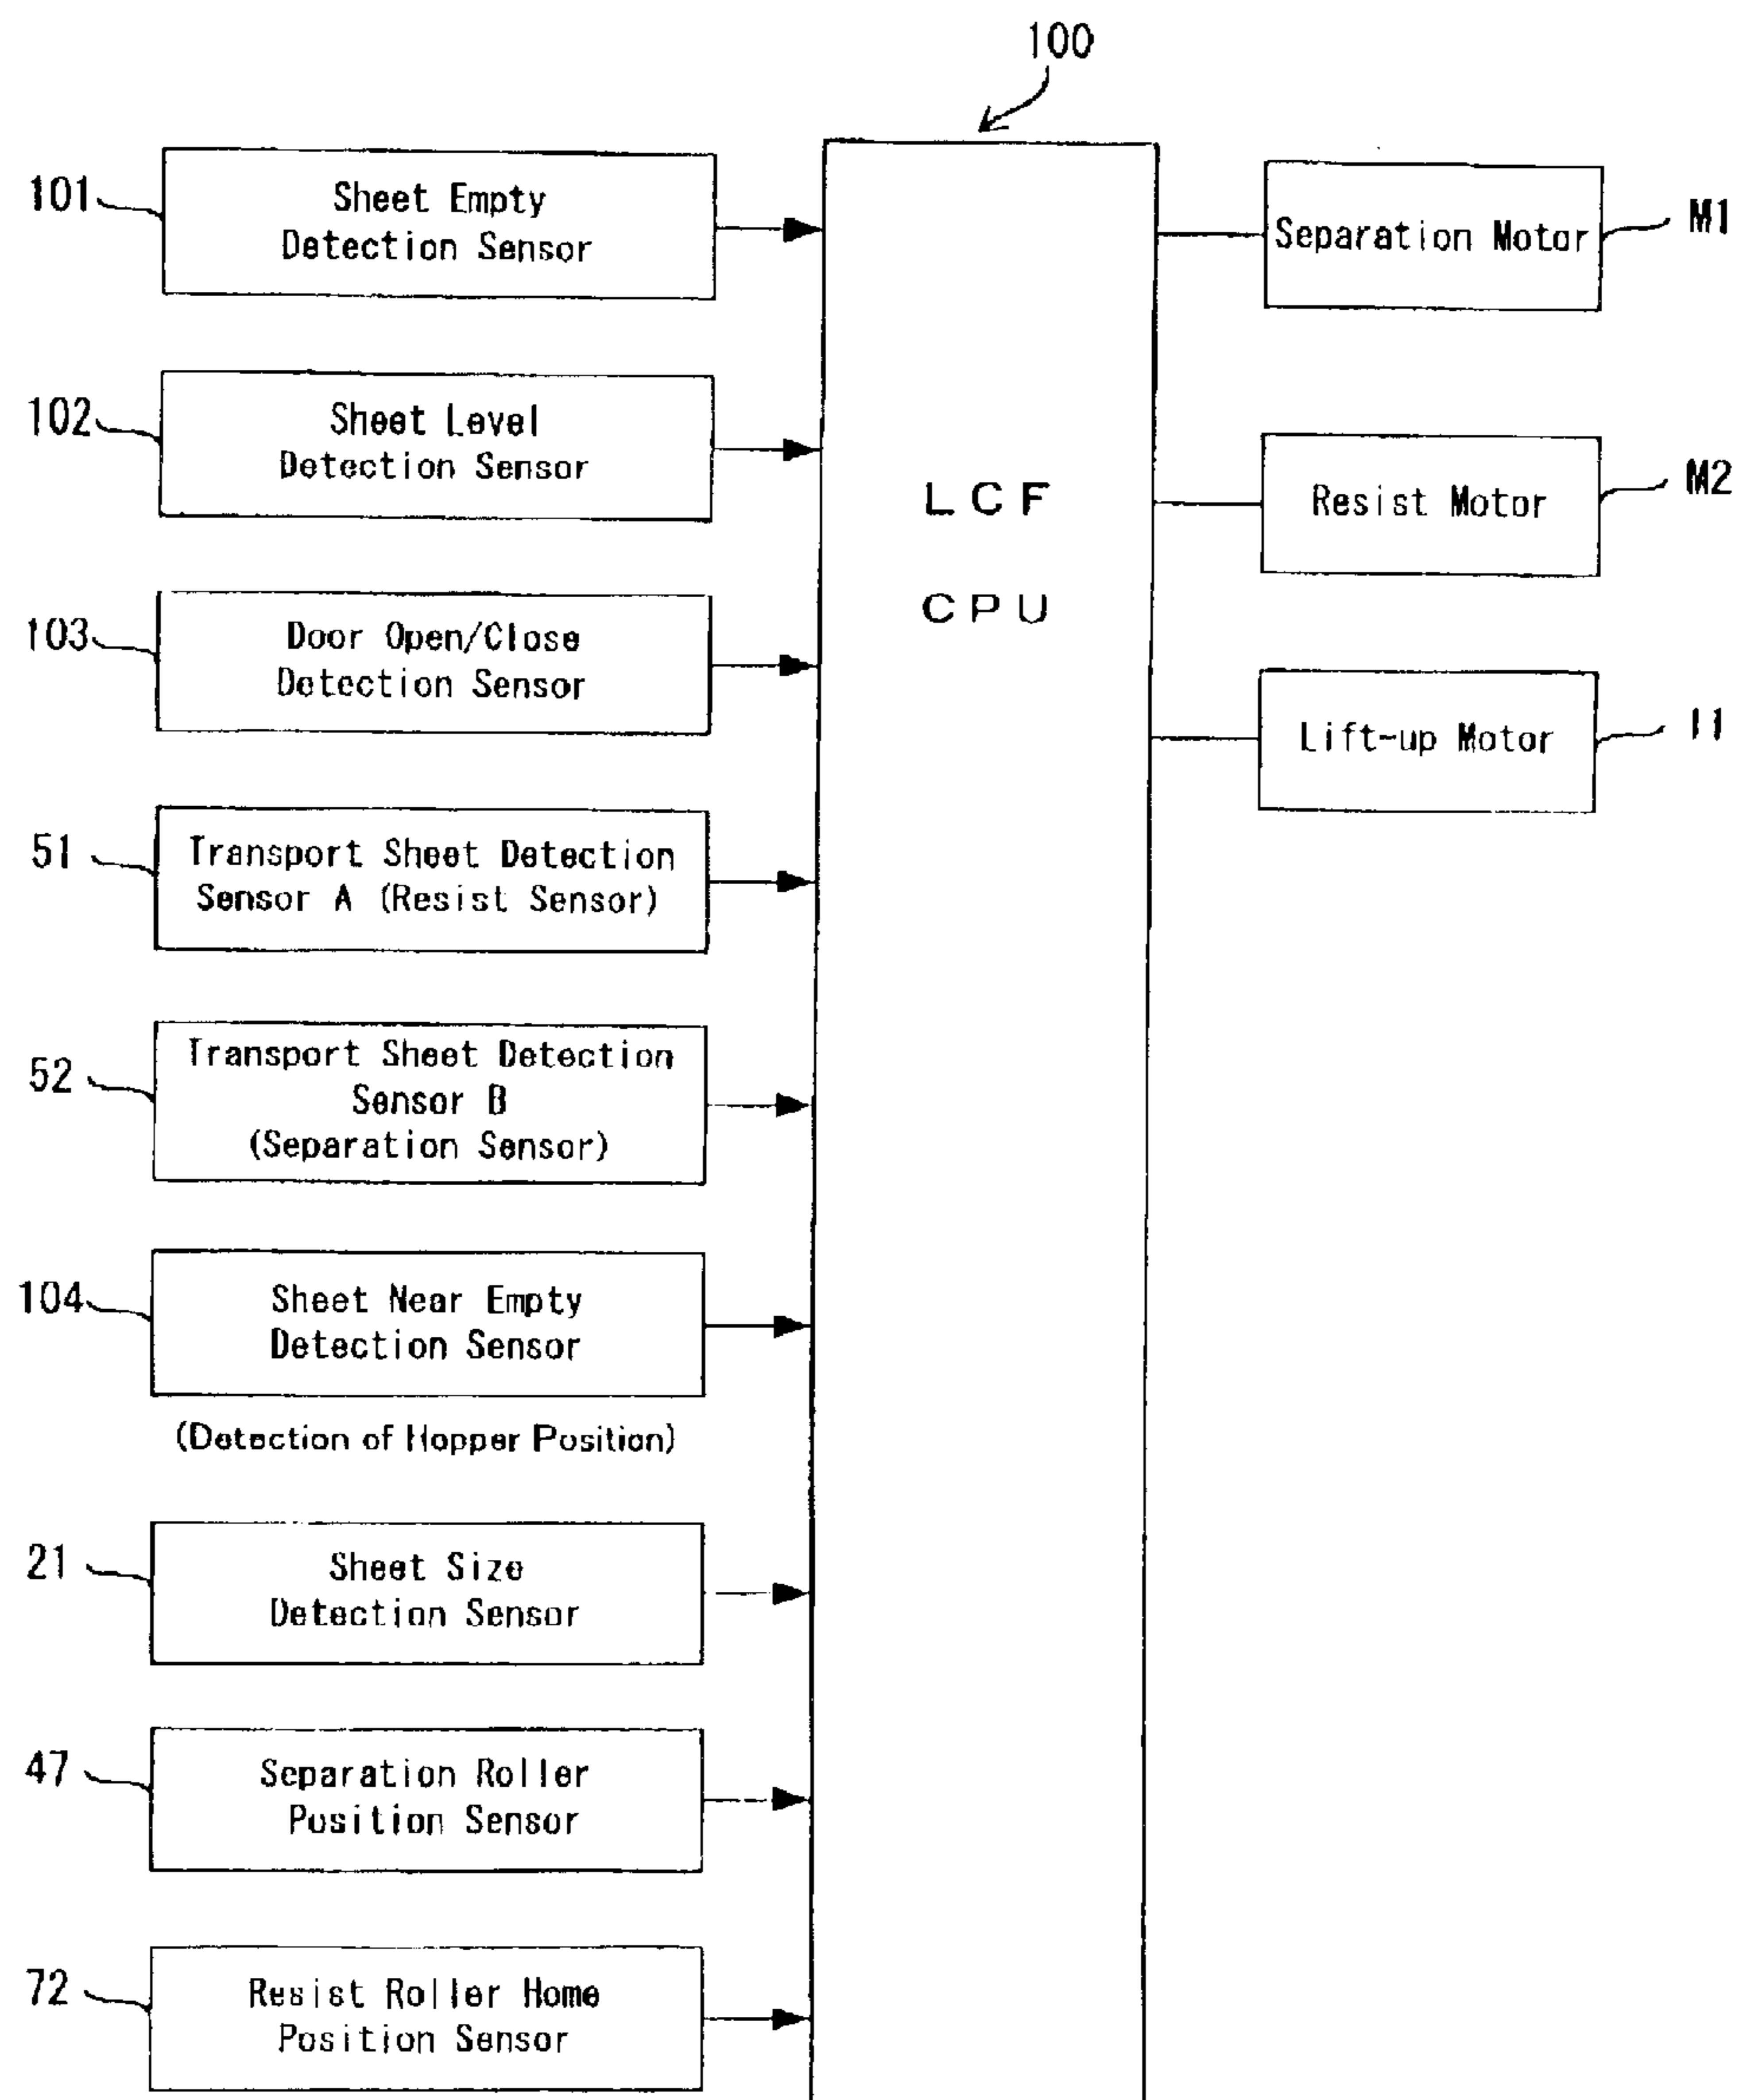 100
101
Sheet Empty
Detection Sensor
102
Sheet Level
Detection Sensor
103
Door Open/Close
Detection Sensor
51
Transport Sheet Detection
Sensor A (Resist Sensor)
52
Transport Sheet Detection
Sensor B
(Separation Sensor)
104
Sheet Near Empty
Detection Sensor
(Detection of Hopper Position)
21
Sheet Size
Detection Sensor
47
Separation Roller
Position Sensor
72
Resist Roller Home
Position Sensor
LCF
CPU
Separation Motor
M1
Resist Motor
M2
Lift-up Motor
11